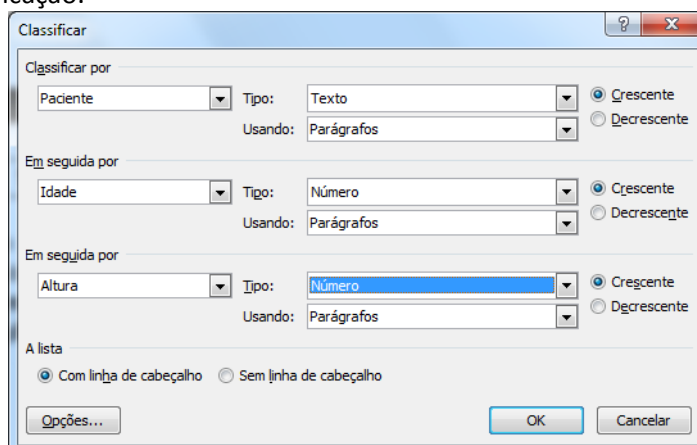 icação.
Classificar
Classificar por
Paciente Tipo: Texto Crescente
Usando: Parágrafos Decrescente
Em seguida por
Idade Tipo: Número Crescente
Usando: Parágrafos Decrescente
Em seguida por
Altura Tipo: Número Crescente
Usando: Parágrafos Decrescente
A lista
Com linha de cabeçalho Sem linha de cabeçalho
Opções... OK Cancelar